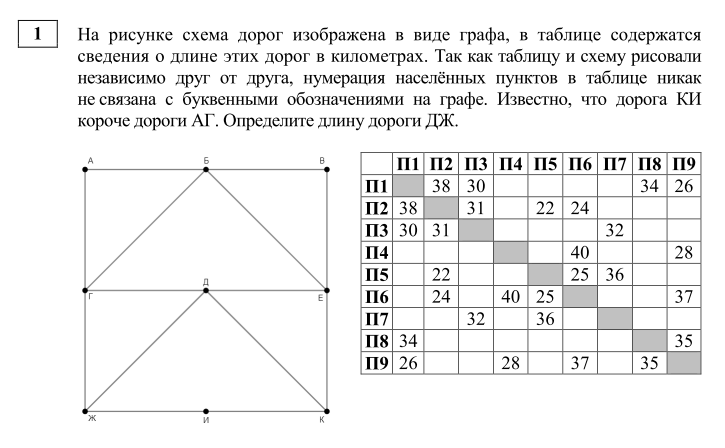 1
На рисунке схема дорог изображена в виде графа, в таблице содержатся
сведения о длине этих дорог в километрах. Так как таблицу и схему рисовали
независимо друг от друга, нумерация населённых пунктов в таблице никак
не связана с буквенными обозначениями на графе. Известно, что дорога КИ
короче дороги АГ. Определите длину дороги ДЖ.
А Б В
Г Д Е
Ж И К
П1 П2 П3 П4 П5 П6 П7 П8 П9
П1 38 30 34 26
П2 38 31 22 24
П3 30 31 32
П4 40 28
П5 22 25 36
П6 24 40 25 37
П7 32 36
П8 34 35
П9 26 28 37 35